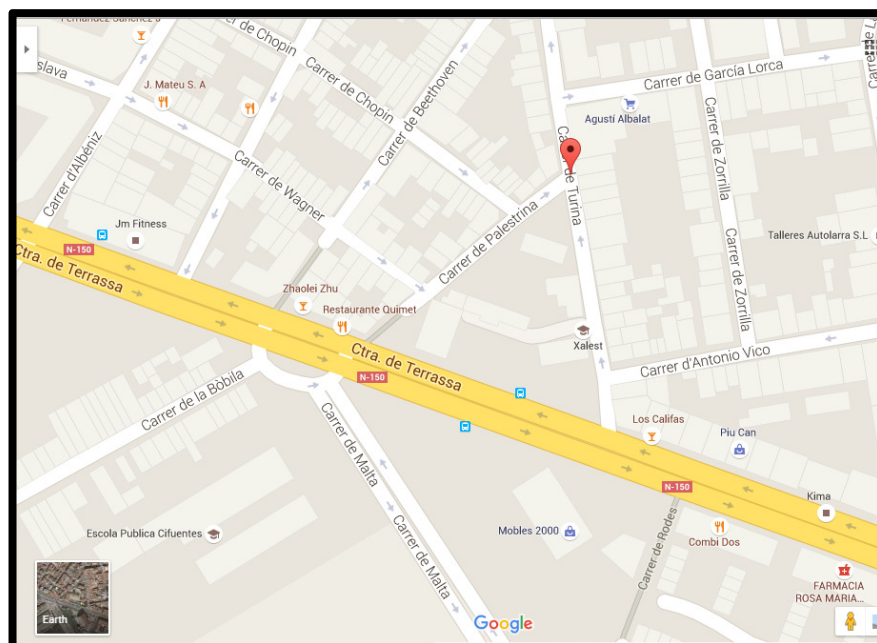 Carrer de Chopin
J. Mateu S. A
Carrer d'Albéniz
Carrer de Chopin
Carrer de Beethoven
Carrer de Wagner
Jm Fitness
N-150
Ctra. de Terrassa
Zhaolei Zhu
Restaurante Quimet
Carrer de Palestrina
Carrer de Turina
Agustí Albalat
Carrer de García Lorca
Carrer de Zorrilla
Carrer de Zorrilla
Talleres Autolarra S.L
Xalest
Carrer d'Antonio Vico
Ctra. de Terrassa
N-150
Carrer de la Bòbila
Carrer de Malta
Los Califas
Piu Can
N-150
Kima
Escola Publica Cifuentes
Carrer de Malta
Mobles 2000
Carrer de Rodes
Combi Dos
FARMACIA
ROSA MARIA...
Earth
Google